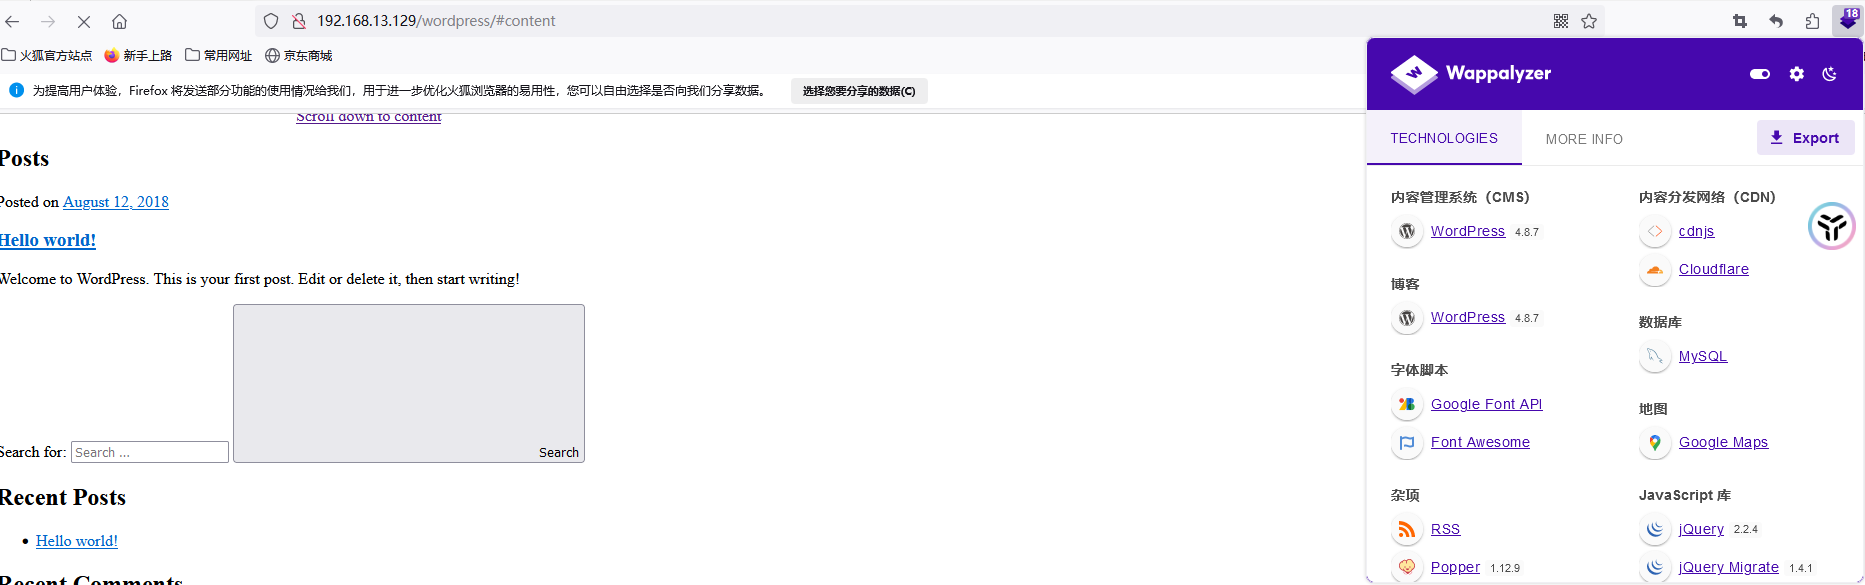 192.168.13.129/wordpress/#content
18
火狐官方站点 新手上路 常用网址 京东商城
为提高用户体验，Firefox 将发送部分功能的使用情况给我们，用于进一步优化火狐浏览器的易用性，您可以自由选择是否向我们分享数据。 选择您要分享的数据(C)
Scroll down to content
Posts
Posted on August 12, 2018
Hello world!
Welcome to WordPress. This is your first post. Edit or delete it, then start writing!
Search for: Search ... Search
Recent Posts
Hello world!
Recent Comments
Wappalyzer
TECHNOLOGIES MORE INFO Export
内容管理系统（CMS）
WordPress 4.8.7
博客
WordPress 4.8.7
字体脚本
Google Font API
Font Awesome
杂项
RSS
Popper 1.12.9
内容分发网络（CDN）
cdnjs
Cloudflare
数据库
MySQL
地图
Google Maps
JavaScript 库
jQuery 2.2.4
jQuery Migrate 1.4.1